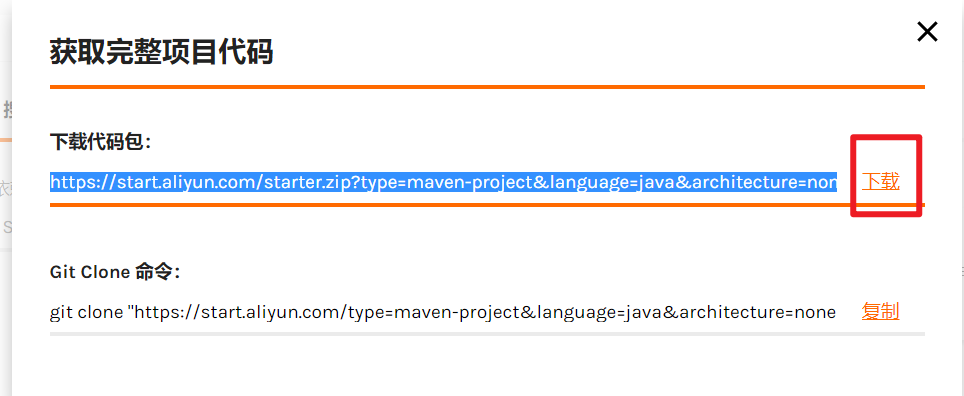 获取完整项目代码
下载代码包：
https://start.aliyun.com/starter.zip?type=maven-project&language=java&architecture=non 下载
Git Clone 命令：
git clone "https://start.aliyun.com/type=maven-project&language=java&architecture=none 复制